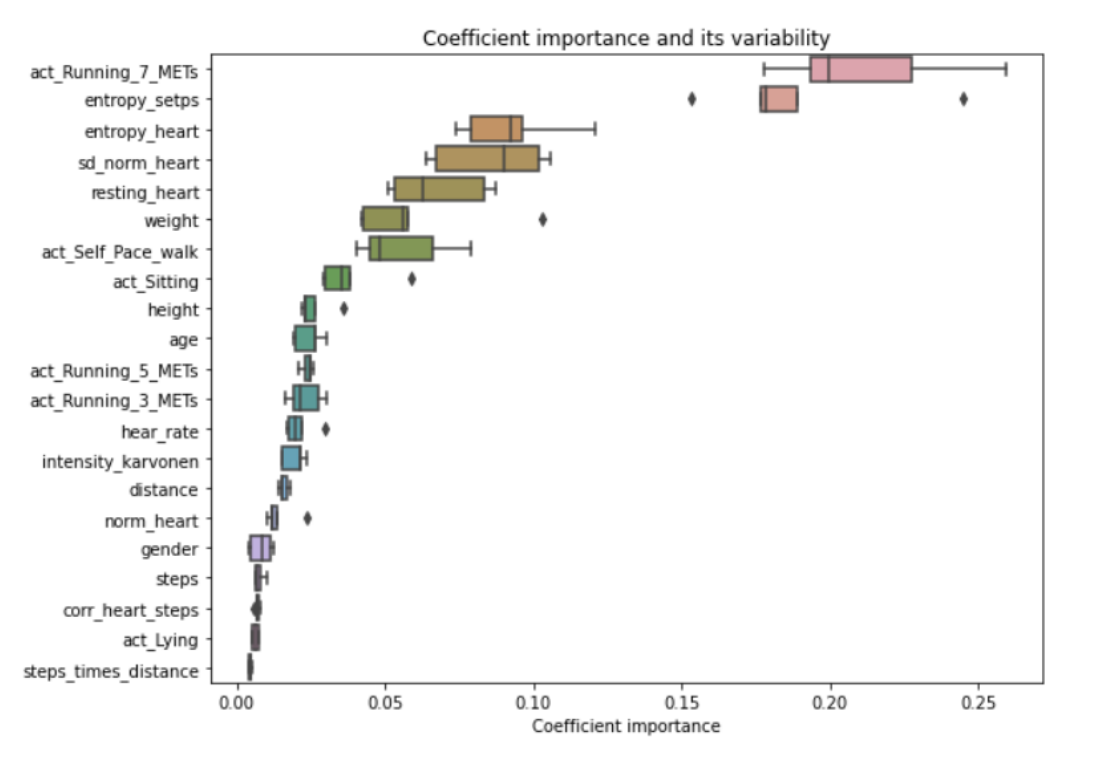 Coefficient importance and its variability
act_Running_7_METs
entropy_setps
entropy_heart
sd_norm_heart
resting_heart
weight
act_Self_Pace_walk
act_Sitting
height
age
act_Running_5_METs
act_Running_3_METs
hear_rate
intensity_karvonen
distance
norm_heart
gender
steps
corr_heart_steps
act_Lying
steps_times_distance
0.00 0.05 0.10 0.15 0.20 0.25
Coefficient importance